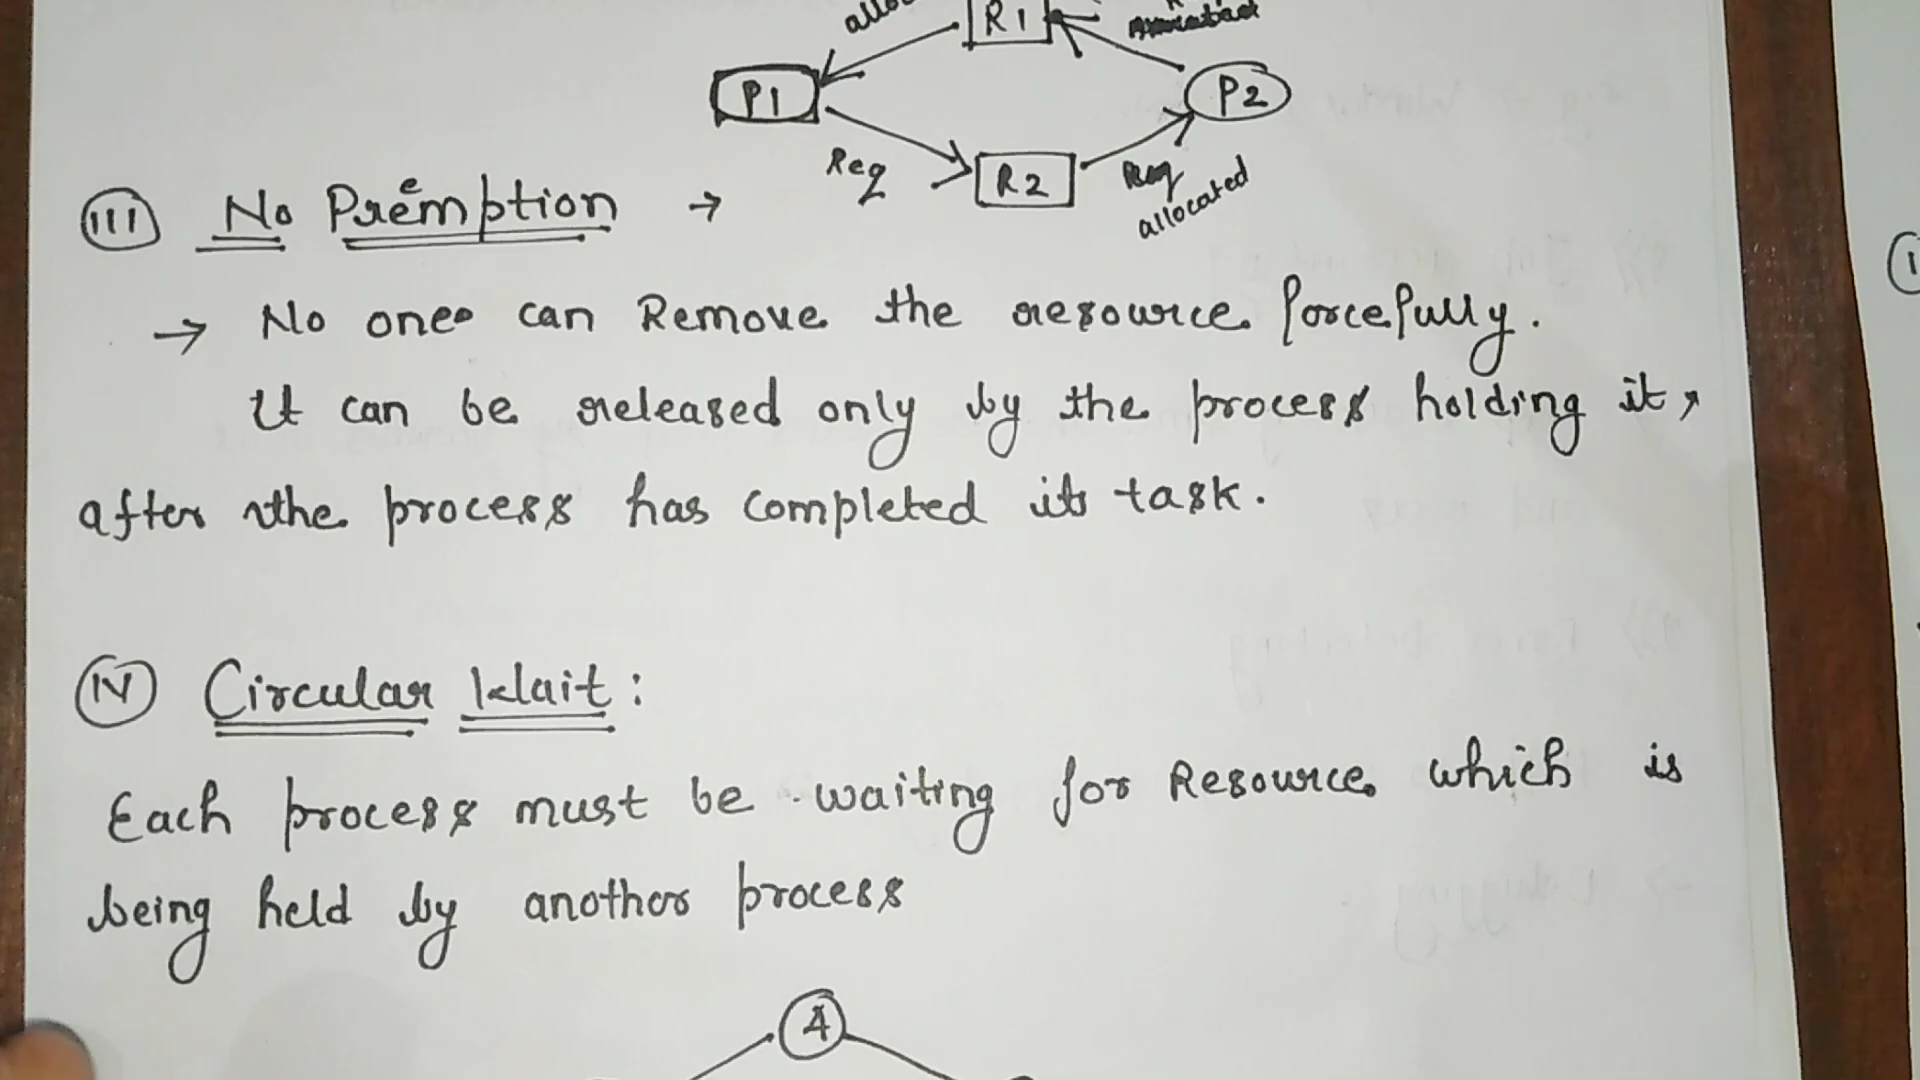 R1
P1
P2
Req
R2
allocated
III No Preemption →
→ No one can Remove the resource forcefully.
It can be released only by the process holding it,
after the process has completed its task.
IV Circular Wait:
Each process must be waiting for Resource which is
being held by another process
A